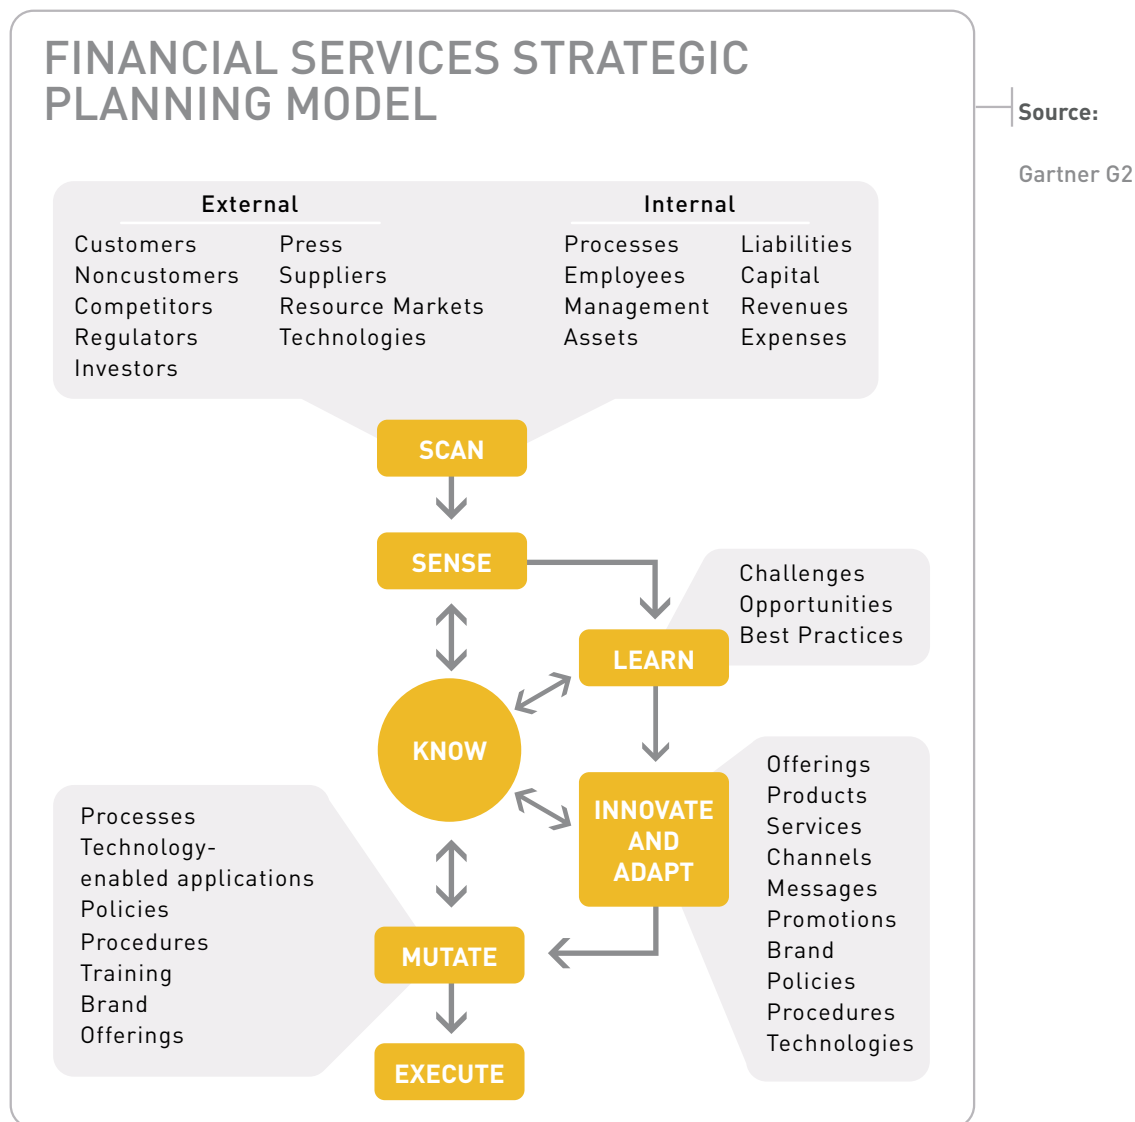 FINANCIAL SERVICES STRATEGIC
PLANNING MODEL
Source:
Gartner G2
External
Customers
Noncustomers
Competitors
Regulators
Investors
Press
Suppliers
Resource Markets
Technologies
Internal
Processes
Employees
Management
Assets
Liabilities
Capital
Revenues
Expenses
SCAN
SENSE
Challenges
Opportunities
Best Practices
LEARN
KNOW
INNOVATE
AND
ADAPT
Offerings
Products
Services
Channels
Messages
Promotions
Brand
Policies
Procedures
Technologies
Processes
Technology-
enabled applications
Policies
Procedures
Training
Brand
Offerings
MUTATE
EXECUTE